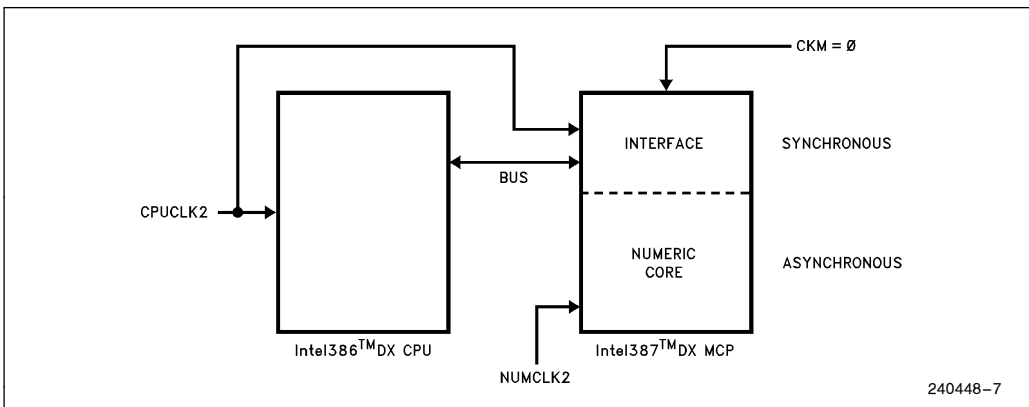 CKM = Ø
INTERFACE
SYNCHRONOUS
BUS
CPUCLK2
NUMERIC
CORE
ASYNCHRONOUS
Intel386™DX CPU
Intel387™DX MCP
NUMCLK2
240448–7